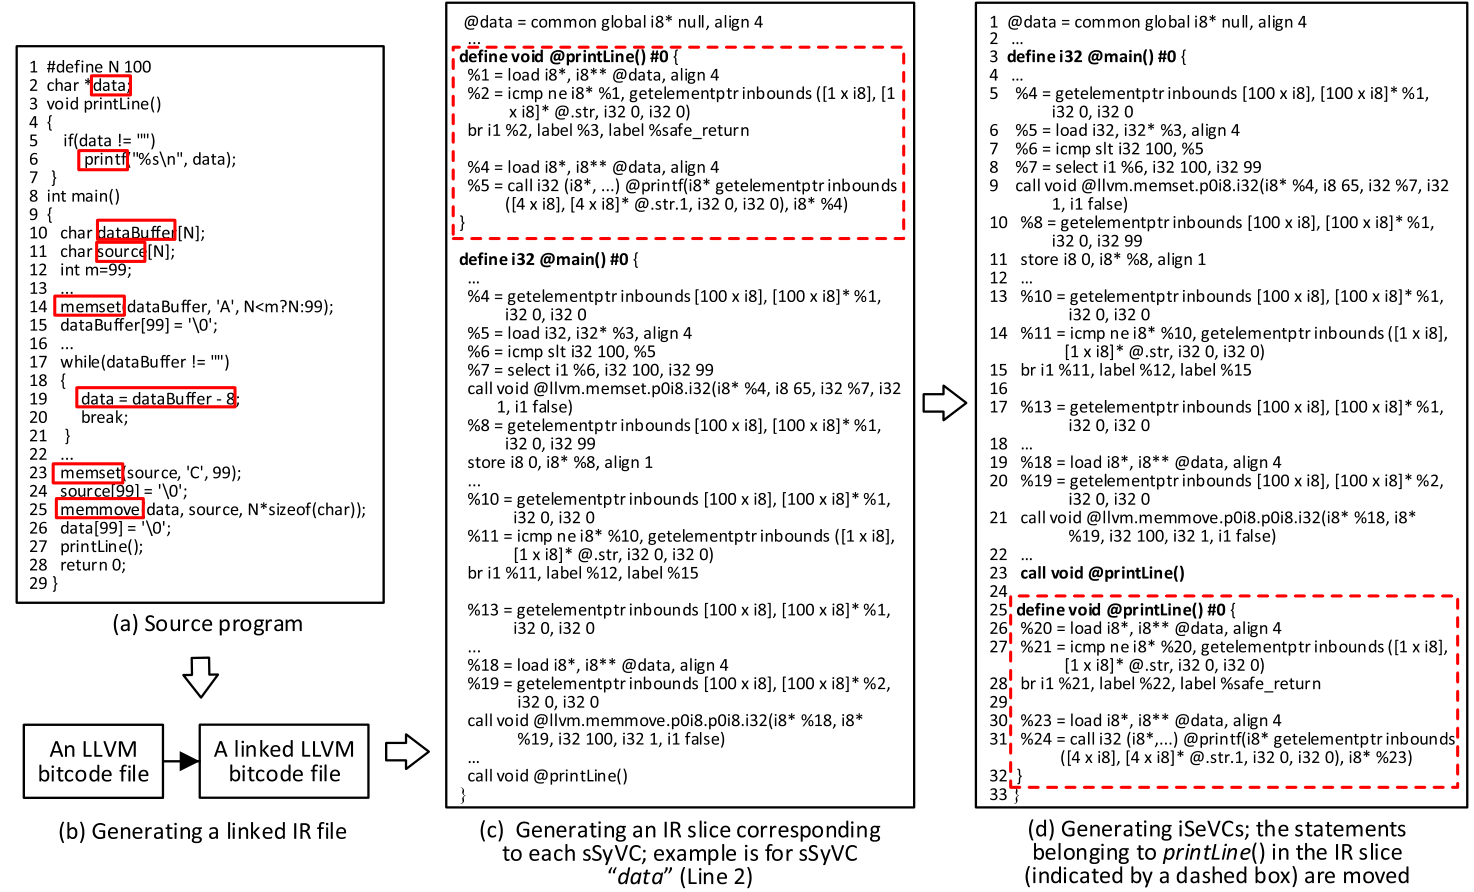 1 #define N 100
2 char *data;
3 void printLine()
4 {
5 if(data != "")
6 printf("%s\n", data);
7 }
8 int main()
9 {
10 char dataBuffer[N];
11 char source[N];
12 int m=99;
13 ...
14 memset(dataBuffer, 'A', N<m?N:99);
15 dataBuffer[99] = '\0';
16 ...
17 while(dataBuffer != "")
18 {
19 data = dataBuffer - 8;
20 break;
21 }
22 ...
23 memset(source, 'C', 99);
24 source[99] = '\0';
25 memmove(data, source, N*sizeof(char));
26 data[99] = '\0';
27 printLine();
28 return 0;
29 }
(a) Source program
An LLVM
bitcode file
A linked LLVM
bitcode file
(b) Generating a linked IR file
@data = common global i8* null, align 4
...
define void @printLine() #0 {
%1 = load i8*, i8** @data, align 4
%2 = icmp ne i8* %1, getelementptr inbounds ([1 x i8], [1
x i8]* @.str, i32 0, i32 0)
br i1 %2, label %3, label %safe_return
%4 = load i8*, i8** @data, align 4
%5 = call i32 (i8*, ...) @printf(i8* getelementptr inbounds
([4 x i8], [4 x i8]* @.str.1, i32 0, i32 0), i8* %4)
}
define i32 @main() #0 {
...
%4 = getelementptr inbounds [100 x i8], [100 x i8]* %1,
i32 0, i32 0
%5 = load i32, i32* %3, align 4
%6 = icmp slt i32 100, %5
%7 = select i1 %6, i32 100, i32 99
call void @llvm.memset.p0i8.i32(i8* %4, i8 65, i32 %7, i32
1, i1 false)
%8 = getelementptr inbounds [100 x i8], [100 x i8]* %1,
i32 0, i32 99
store i8 0, i8* %8, align 1
...
%10 = getelementptr inbounds [100 x i8], [100 x i8]* %1,
i32 0, i32 0
%11 = icmp ne i8* %10, getelementptr inbounds ([1 x i8],
[1 x i8]* @.str, i32 0, i32 0)
br i1 %11, label %12, label %15
%13 = getelementptr inbounds [100 x i8], [100 x i8]* %1,
i32 0, i32 0
...
%18 = load i8*, i8** @data, align 4
%19 = getelementptr inbounds [100 x i8], [100 x i8]* %2,
i32 0, i32 0
call void @llvm.memmove.p0i8.p0i8.i32(i8* %18, i8*
%19, i32 100, i32 1, i1 false)
...
call void @printLine()
}
(c) Generating an IR slice corresponding
to each sSyVC; example is for sSyVC
"data" (Line 2)
1 @data = common global i8* null, align 4
2 ...
3 define i32 @main() #0 {
4 ...
5 %4 = getelementptr inbounds [100 x i8], [100 x i8]* %1,
i32 0, i32 0
6 %5 = load i32, i32* %3, align 4
7 %6 = icmp slt i32 100, %5
8 %7 = select i1 %6, i32 100, i32 99
9 call void @llvm.memset.p0i8.i32(i8* %4, i8 65, i32 %7, i32
1, i1 false)
10 %8 = getelementptr inbounds [100 x i8], [100 x i8]* %1,
i32 0, i32 99
11 store i8 0, i8* %8, align 1
12 ...
13 %10 = getelementptr inbounds [100 x i8], [100 x i8]* %1,
i32 0, i32 0
14 %11 = icmp ne i8* %10, getelementptr inbounds ([1 x i8],
[1 x i8]* @.str, i32 0, i32 0)
15 br i1 %11, label %12, label %15
16
17 %13 = getelementptr inbounds [100 x i8], [100 x i8]* %1,
i32 0, i32 0
18 ...
19 %18 = load i8*, i8** @data, align 4
20 %19 = getelementptr inbounds [100 x i8], [100 x i8]* %2,
i32 0, i32 0
21 call void @llvm.memmove.p0i8.p0i8.i32(i8* %18, i8*
%19, i32 100, i32 1, i1 false)
22 ...
23 call void @printLine()
24
25 define void @printLine() #0 {
26 %20 = load i8*, i8** @data, align 4
27 %21 = icmp ne i8* %20, getelementptr inbounds ([1 x i8],
[1 x i8]* @.str, i32 0, i32 0)
28 br i1 %21, label %22, label %safe_return
29
30 %23 = load i8*, i8** @data, align 4
31 %24 = call i32 (i8*,...) @printf(i8* getelementptr inbounds
([4 x i8], [4 x i8]* @.str.1, i32 0, i32 0), i8* %23)
32 }
33 }
(d) Generating iSeVCs; the statements
belonging to printLine() in the IR slice
(indicated by a dashed box) are moved